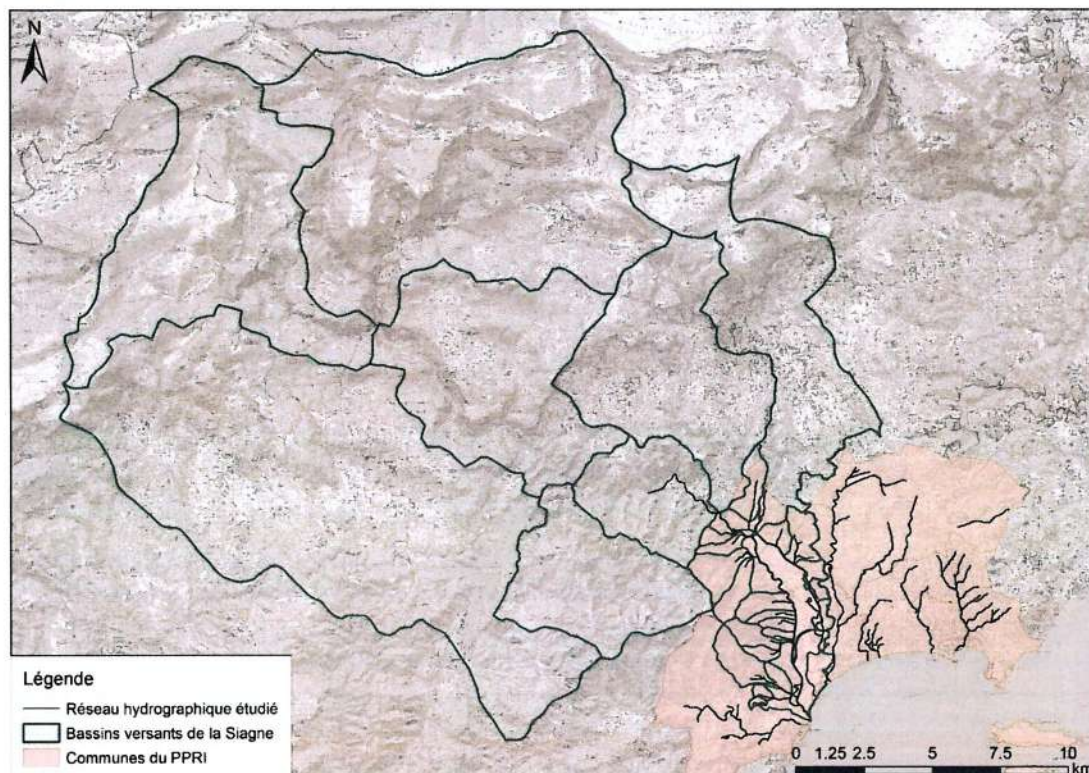 N
Légende
Réseau hydrographique étudié
Bassins versants de la Siagne
Communes du PPRI
0 1.25 2.5 5 7.5 10
km